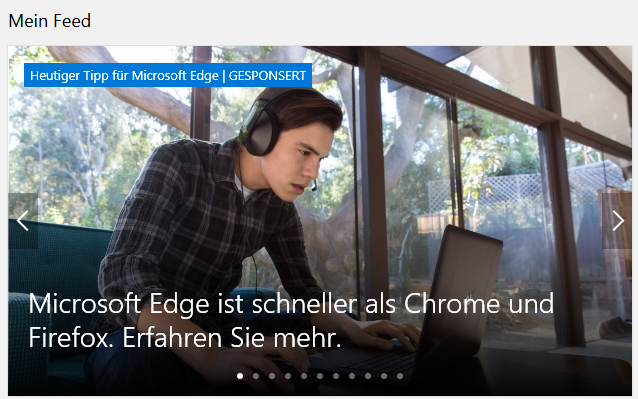 Mein Feed
Heutiger Tipp für Microsoft Edge | GESPONSERT
Microsoft Edge ist schneller als Chrome und
Firefox. Erfahren Sie mehr.